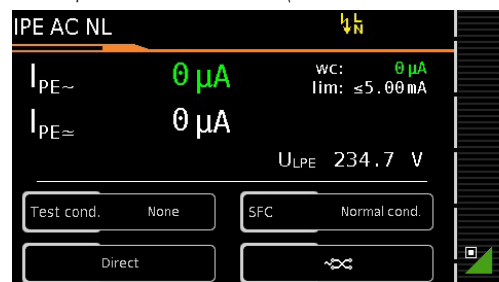 IPE AC NL
L
N
IPE~ 0 µA
wc: 0 µA
lim: ≤5.00mA
IPE≃ 0 µA
ULPE 234.7 V
Test cond. None
SFC Normal cond.
Direct